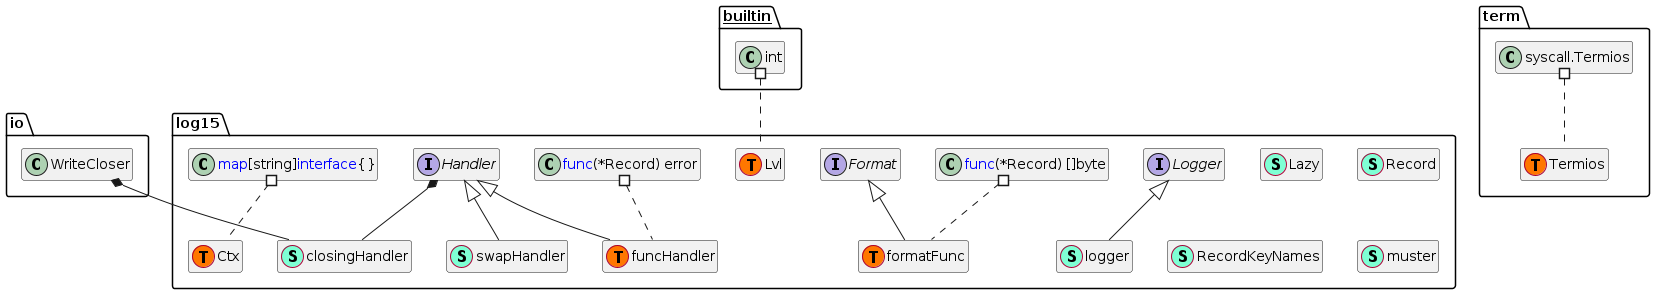 builtin
term
C int
C syscall.Termios
io
log15
C WriteCloser
C map[string]interface{ }
I Handler
C func(*Record) error
T Lvl
I Format
C func(*Record) []byte
I Logger
S Lazy
S Record
T Termios
T Ctx
S closingHandler
S swapHandler
T funcHandler
T formatFunc
S logger
S RecordKeyNames
S muster